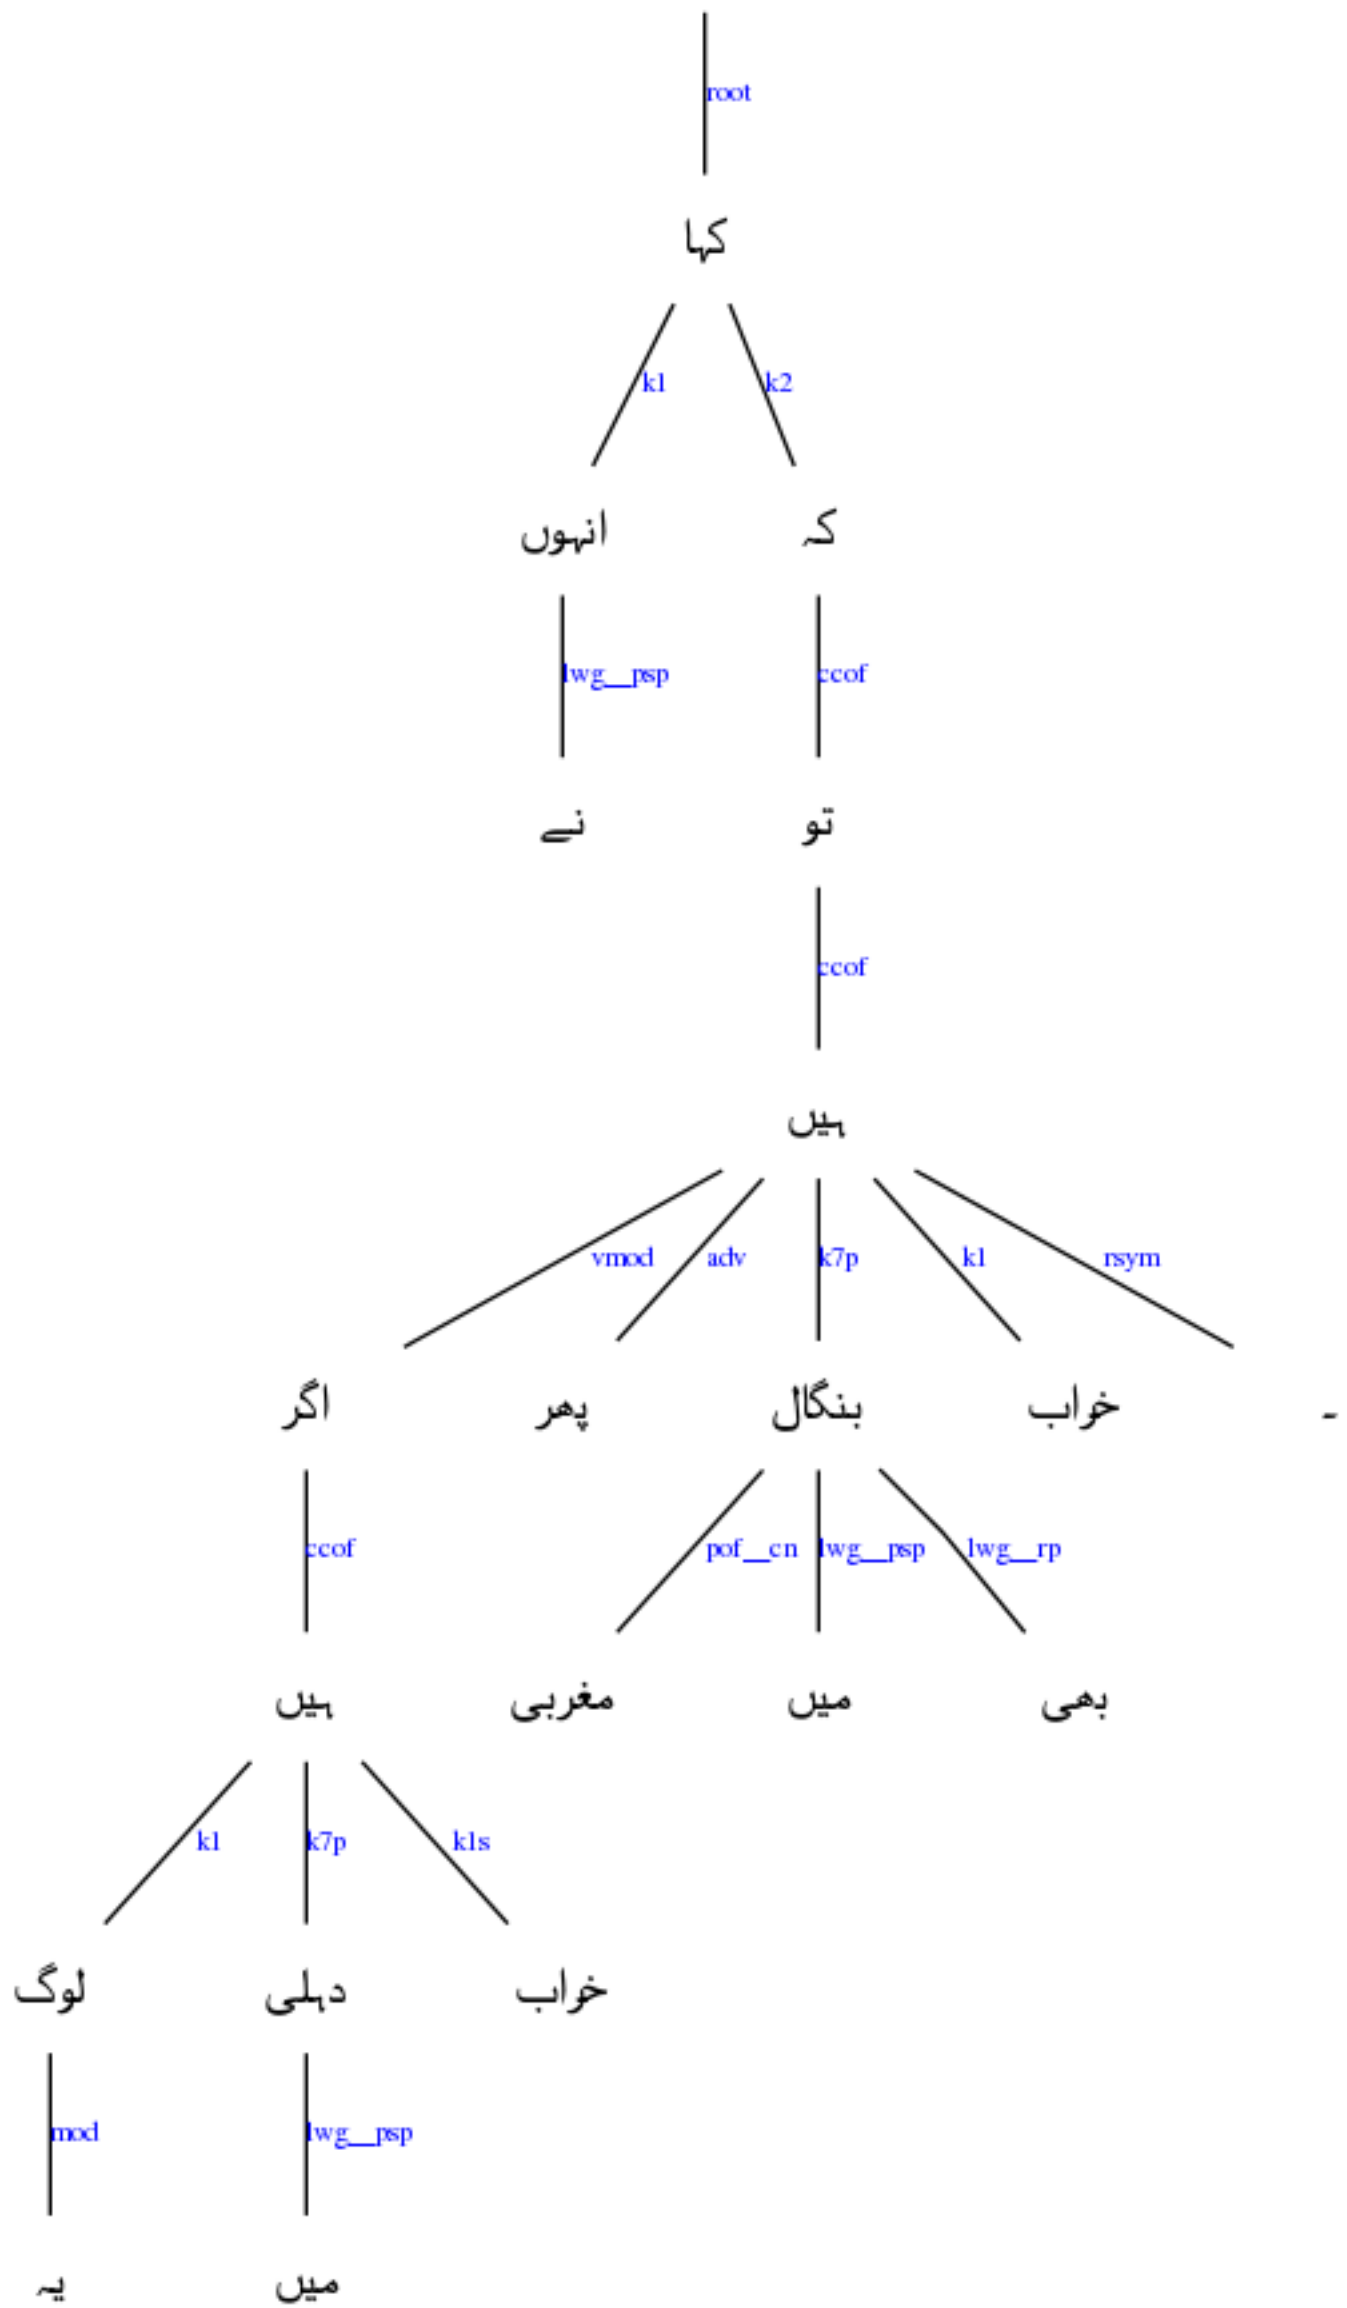 root
کہا
k1 k2
انہوں کہ
lwg__psp ccof
نے تو
ccof
ہیں
vmod adv k7p k1 rsym
اگر پھر بنگال خواب ۔
ccof pof__cn lwg__psp lwg__rp
ہیں مغربی میں بھی
k1 k7p k1s
لوگ دہلی خواب
mod lwg__psp
یہ میں